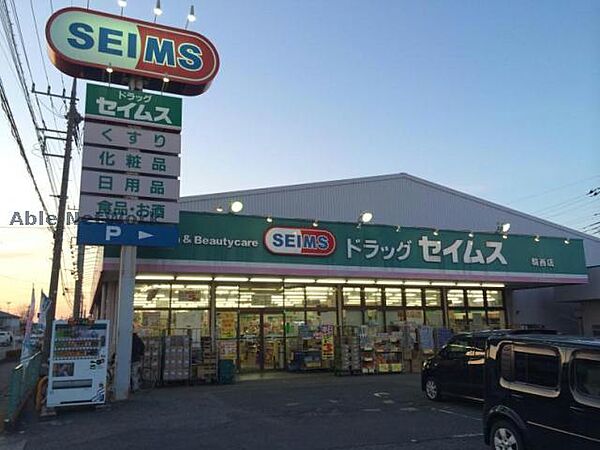 SEIMS
ドラッグ
セイムス
くすり
化粧品
日用品
食品・お酒
P
Able Network
& Beautycare
SEIMS
ドラッグ セイムス